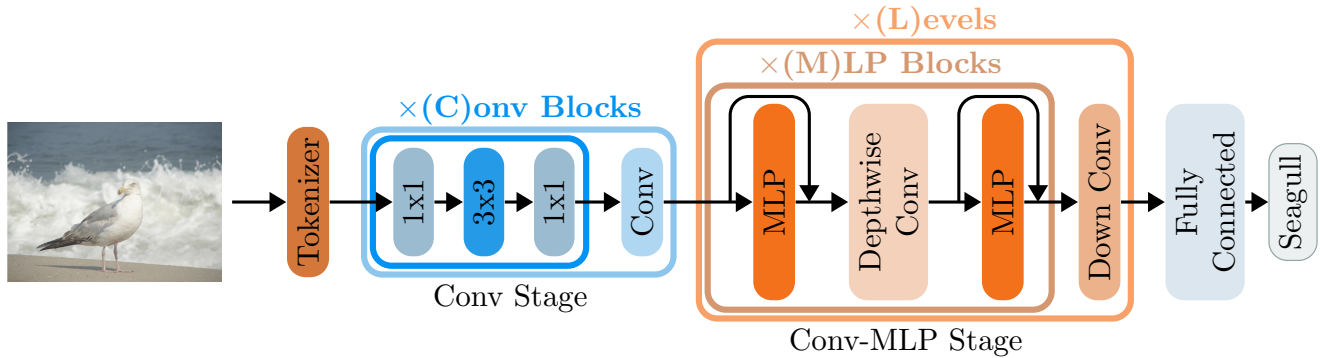 ×(L)evels
×(M)LP Blocks
×(C)onv Blocks
Tokenizer
1x1
3x3
1x1
Conv
MLP
Depthwise
Conv
MLP
Down Conv
Fully
Connected
Seagull
Conv Stage
Conv-MLP Stage